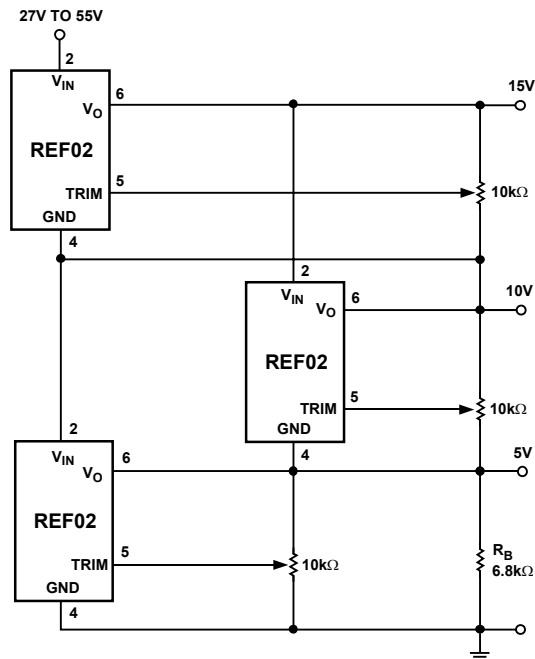 27V TO 55V
2
VIN
VO
6
15V
REF02
TRIM
5
10kΩ
GND
4
2
VIN
VO
6
10V
REF02
TRIM
5
10kΩ
GND
4
2
VIN
VO
6
5V
REF02
TRIM
5
10kΩ
RB
6.8kΩ
GND
4